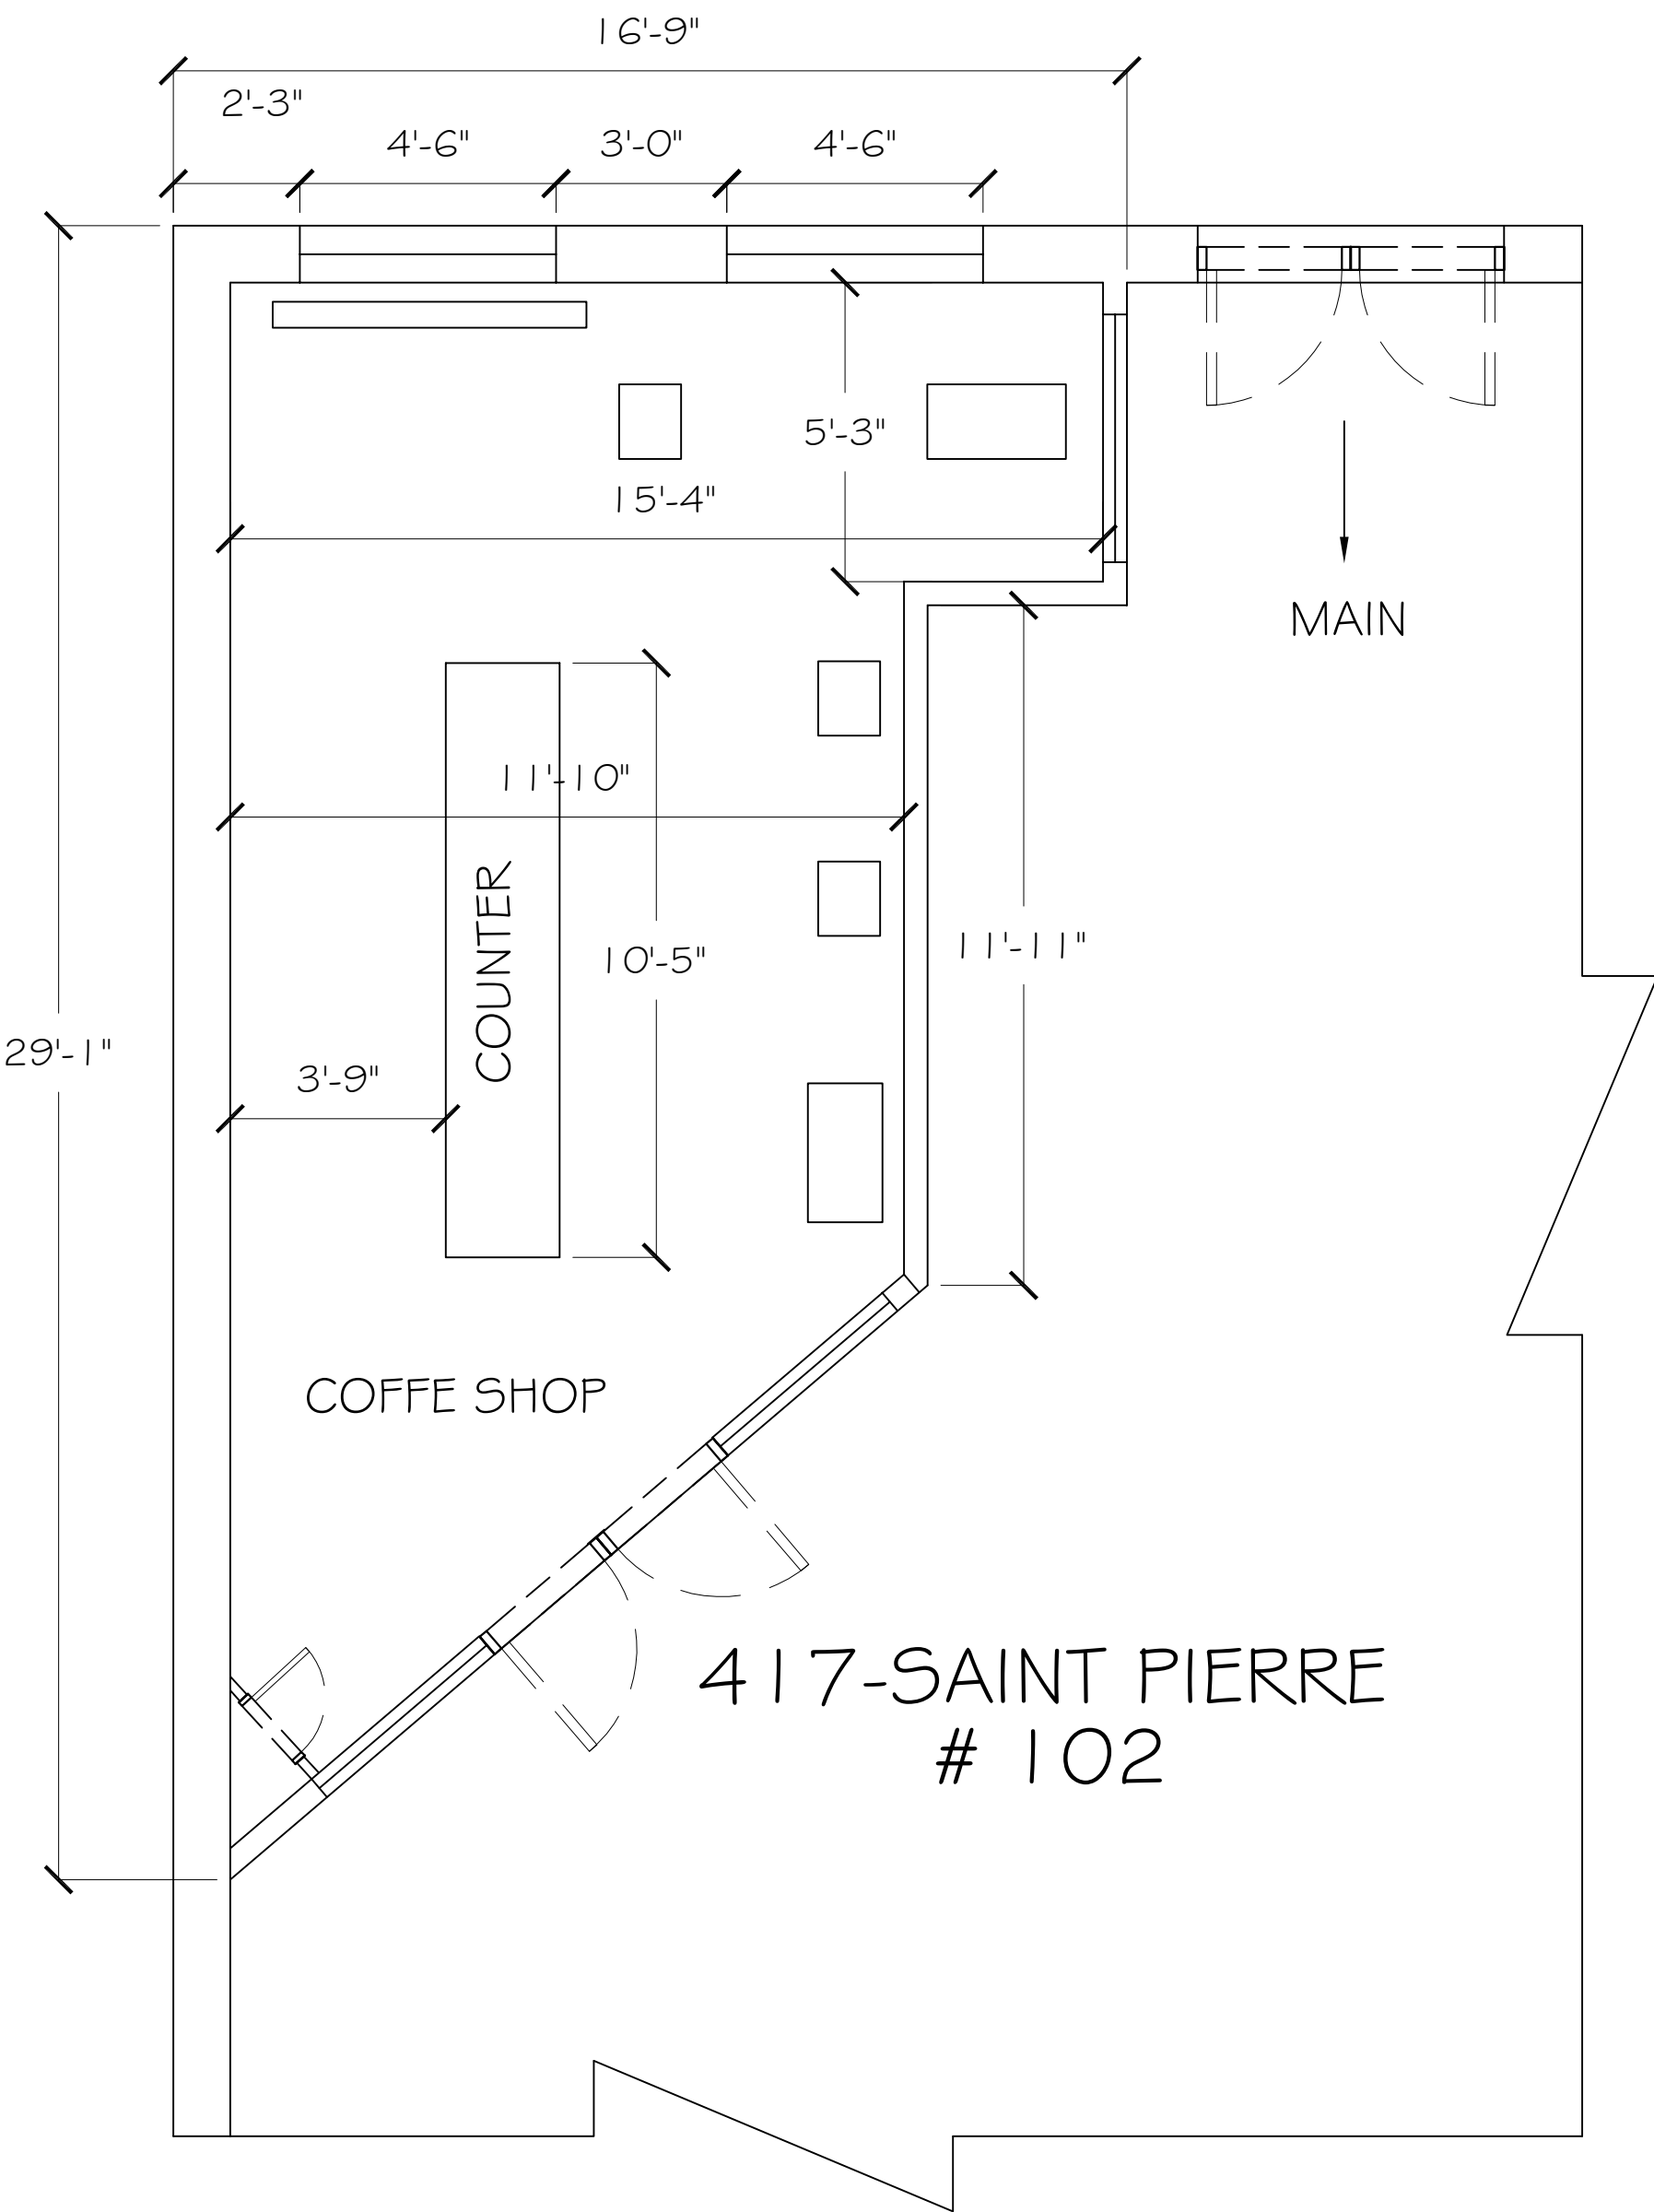 16'-9"
2'-3"
4'-6" 3'-0" 4'-6"
5'-3"
15'-4"
MAIN
11'-10"
COUNTER
11'-11"
10'-5"
29'-1"
3'-9"
COFFE SHOP
417-SAINT PIERRE
# 102